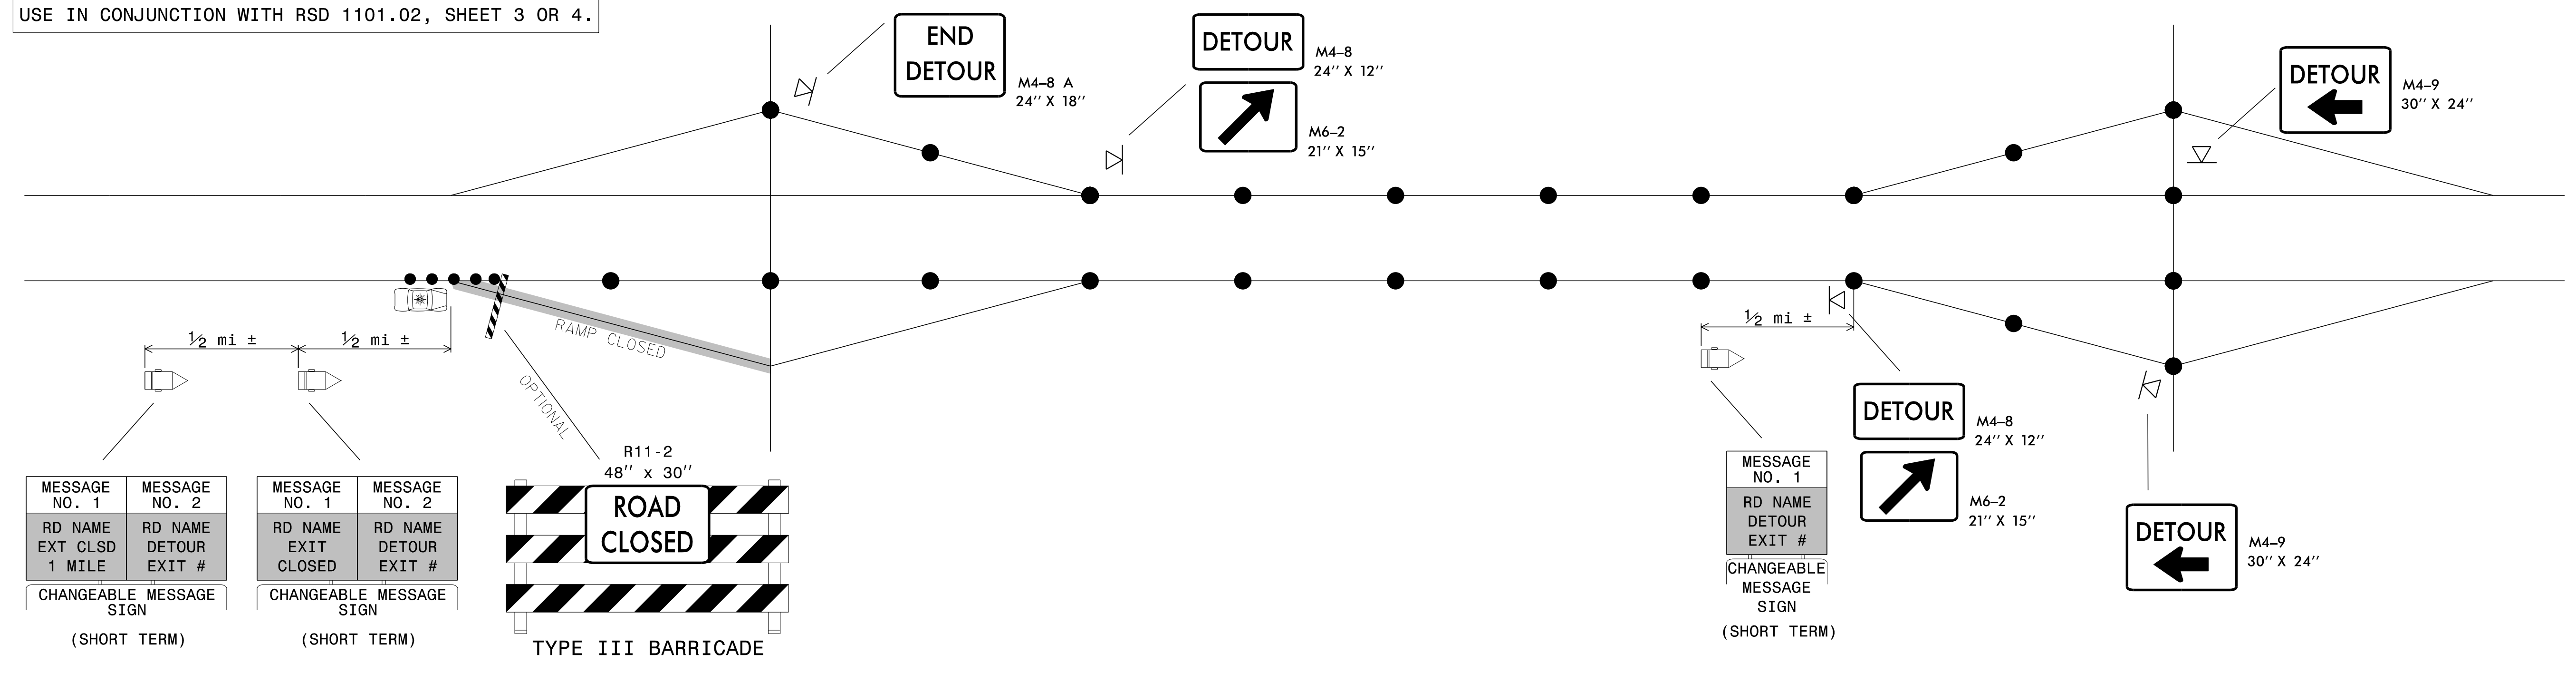 USE IN CONJUNCTION WITH RSD 1101.02, SHEET 3 OR 4.
END
DETOUR
M4–8 A
24'' X 18''
DETOUR
M4–8
24'' X 12''
M6–2
21'' X 15''
DETOUR
M4–9
30'' X 24''
1/2 mi ±
1/2 mi ±
RAMP CLOSED
OPTIONAL
1/2 mi ±
MESSAGE
NO. 1
RD NAME
EXT CLSD
1 MILE
MESSAGE
NO. 2
RD NAME
DETOUR
EXIT #
CHANGEABLE MESSAGE
SIGN
(SHORT TERM)
MESSAGE
NO. 1
RD NAME
EXIT
CLOSED
MESSAGE
NO. 2
RD NAME
DETOUR
EXIT #
CHANGEABLE MESSAGE
SIGN
(SHORT TERM)
R11-2
48'' x 30''
ROAD
CLOSED
TYPE III BARRICADE
MESSAGE
NO. 1
RD NAME
DETOUR
EXIT #
CHANGEABLE
MESSAGE
SIGN
(SHORT TERM)
DETOUR
M4–8
24'' X 12''
M6–2
21'' X 15''
DETOUR
M4–9
30'' X 24''